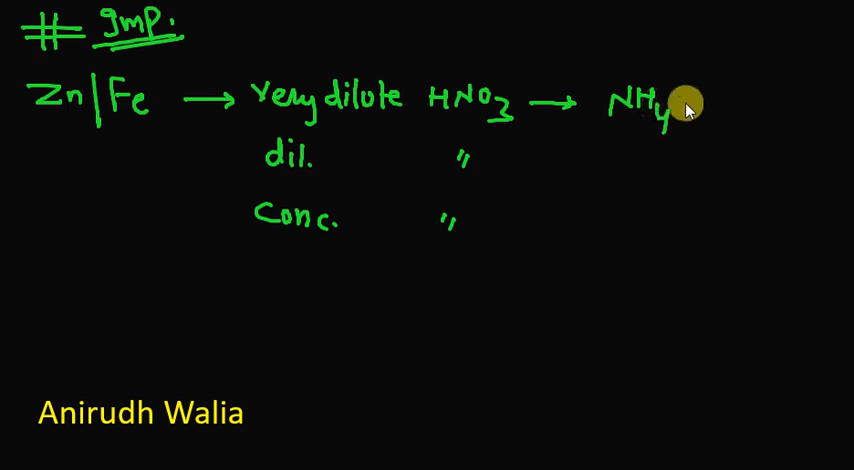 # Imp.
Zn|Fe → Very dilute HNO3 → NH4
dil. "
Conc. "
Anirudh Walia